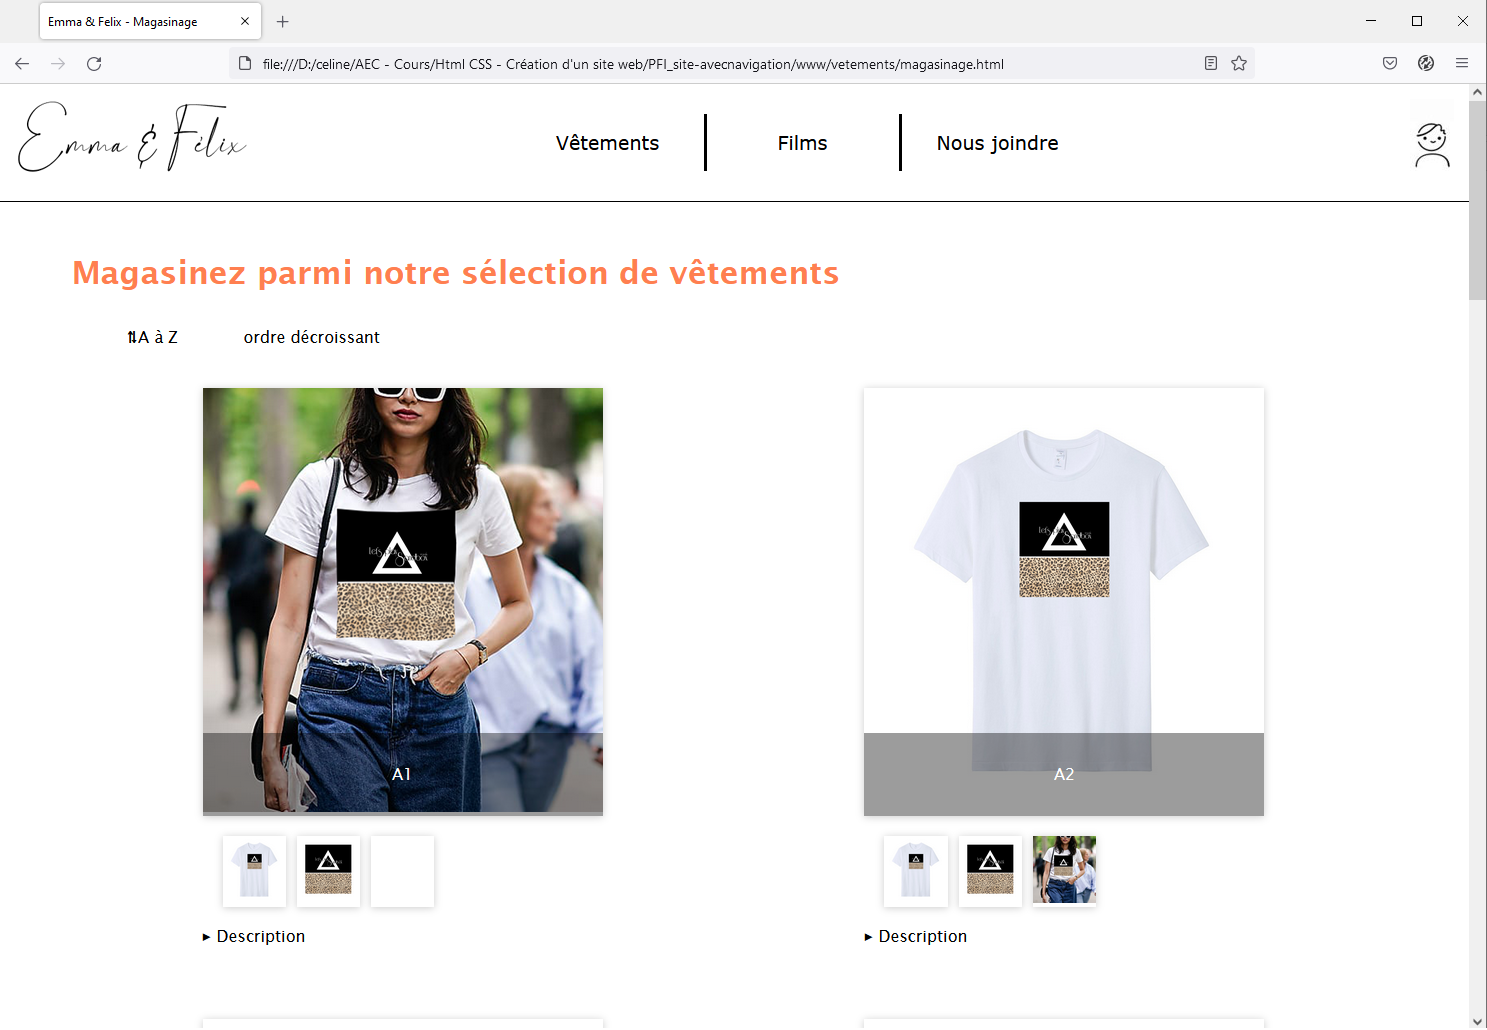 Emma & Felix - Magasinage
file:///D:/celine/AEC - Cours/Html CSS - Création d'un site web/PFI_site-avecnavigation/www/vetements/magasinage.html
Emma & Félix
Vêtements
Films
Nous joindre
Magasinez parmi notre sélection de vêtements
⇅A à Z
ordre décroissant
A1
A2
▸ Description
▸ Description